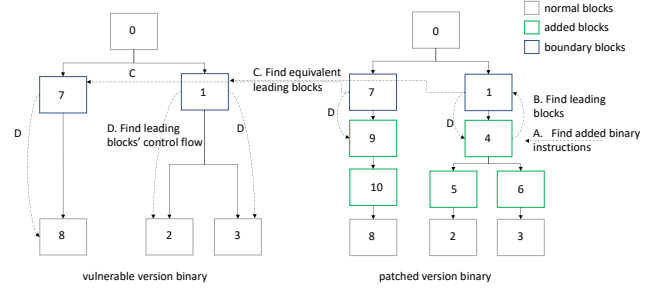 normal blocks
added blocks
boundary blocks
0
0
C
C. Find equivalent
leading blocks
7
1
7
1
D
D. Find leading
blocks' control flow
D
D
9
D
4
B. Find leading
blocks
A. Find added binary
instructions
10
5
6
8
2
3
8
2
3
vulnerable version binary
patched version binary